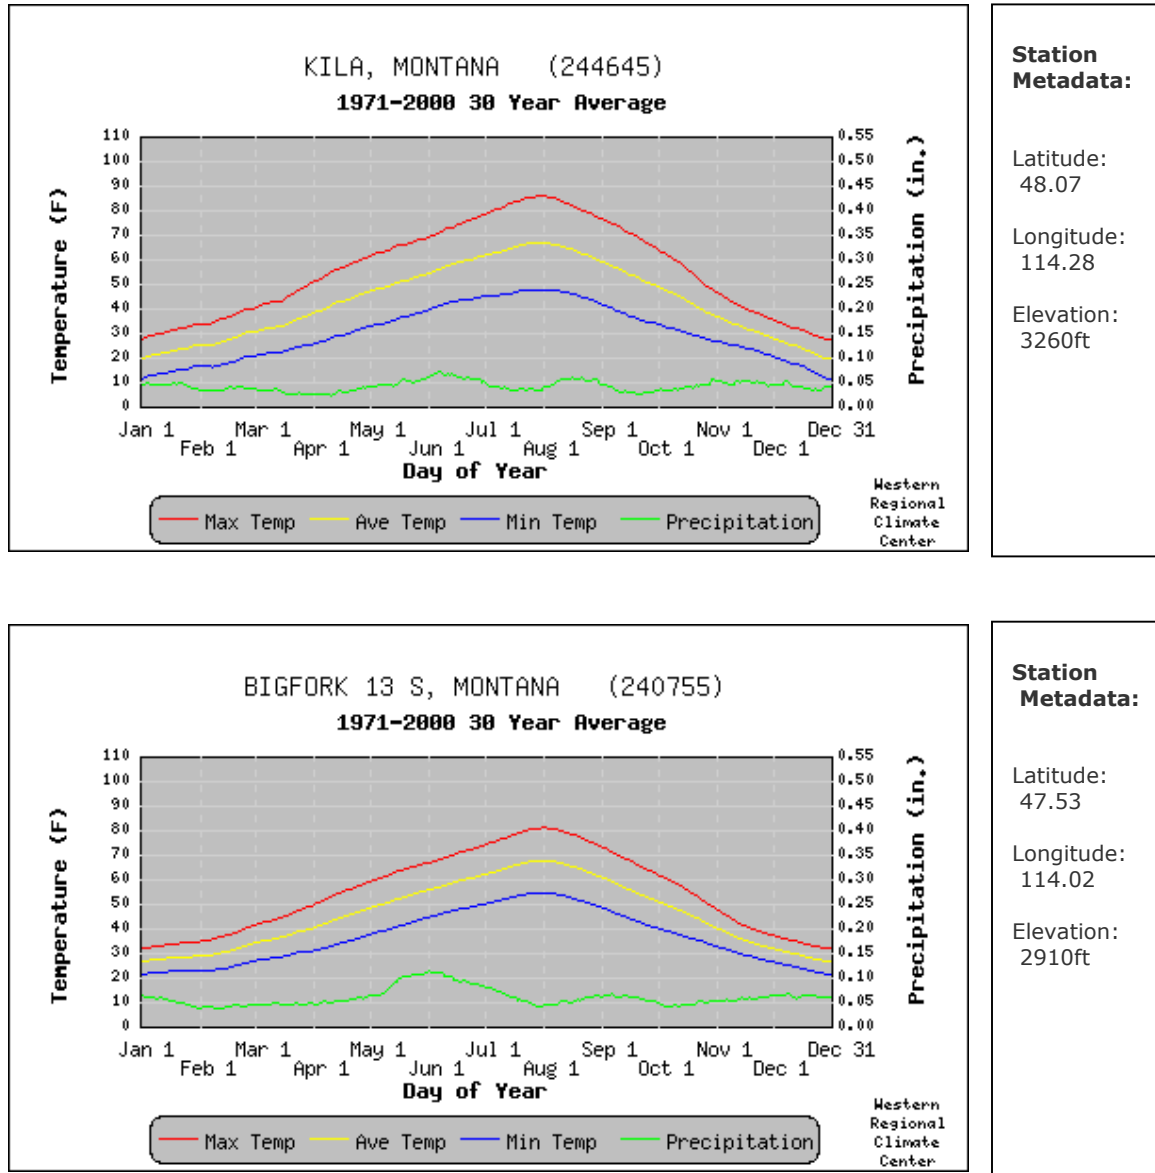 KILA, MONTANA (244645)
1971-2000 30 Year Average
Temperature (F)
110
100
90
80
70
60
50
40
30
20
10
0
0.55
0.50
0.45
0.40
0.35
0.30
0.25
0.20
0.15
0.10
0.05
0.00
Precipitation (in.)
Jan 1 Mar 1 May 1 Jul 1 Sep 1 Nov 1 Dec 31
Feb 1 Apr 1 Jun 1 Aug 1 Oct 1 Dec 1
Day of Year
Max Temp Ave Temp Min Temp Precipitation
Western
Regional
Climate
Center
Station
Metadata:
Latitude:
48.07
Longitude:
114.28
Elevation:
3260ft
BIGFORK 13 S, MONTANA (240755)
1971-2000 30 Year Average
Temperature (F)
110
100
90
80
70
60
50
40
30
20
10
0
0.55
0.50
0.45
0.40
0.35
0.30
0.25
0.20
0.15
0.10
0.05
0.00
Precipitation (in.)
Jan 1 Mar 1 May 1 Jul 1 Sep 1 Nov 1 Dec 31
Feb 1 Apr 1 Jun 1 Aug 1 Oct 1 Dec 1
Day of Year
Max Temp Ave Temp Min Temp Precipitation
Western
Regional
Climate
Center
Station
Metadata:
Latitude:
47.53
Longitude:
114.02
Elevation:
2910ft